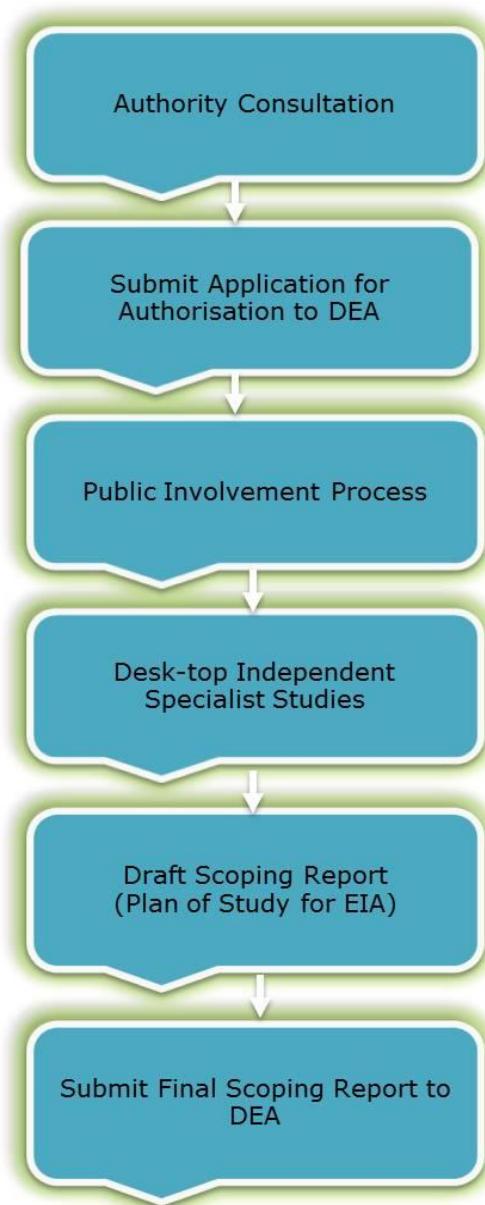 Authority Consultation
Submit Application for
Authorisation to DEA
Public Involvement Process
Desk-top Independent
Specialist Studies
Draft Scoping Report
(Plan of Study for EIA)
Submit Final Scoping Report to
DEA